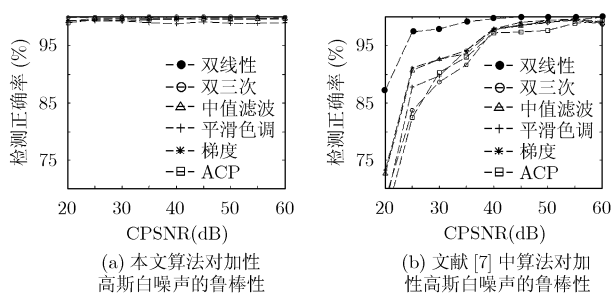 95
85
75
检测正确率 (%)
双线性
双三次
中值滤波
平滑色调
梯度
ACP
20 30 40 50 60
CPSNR(dB)
(a) 本文算法对加性
高斯白噪声的鲁棒性
95
85
75
检测正确率 (%)
双线性
双三次
中值滤波
平滑色调
梯度
ACP
20 30 40 50 60
CPSNR(dB)
(b) 文献 [7] 中算法对加
性高斯白噪声的鲁棒性